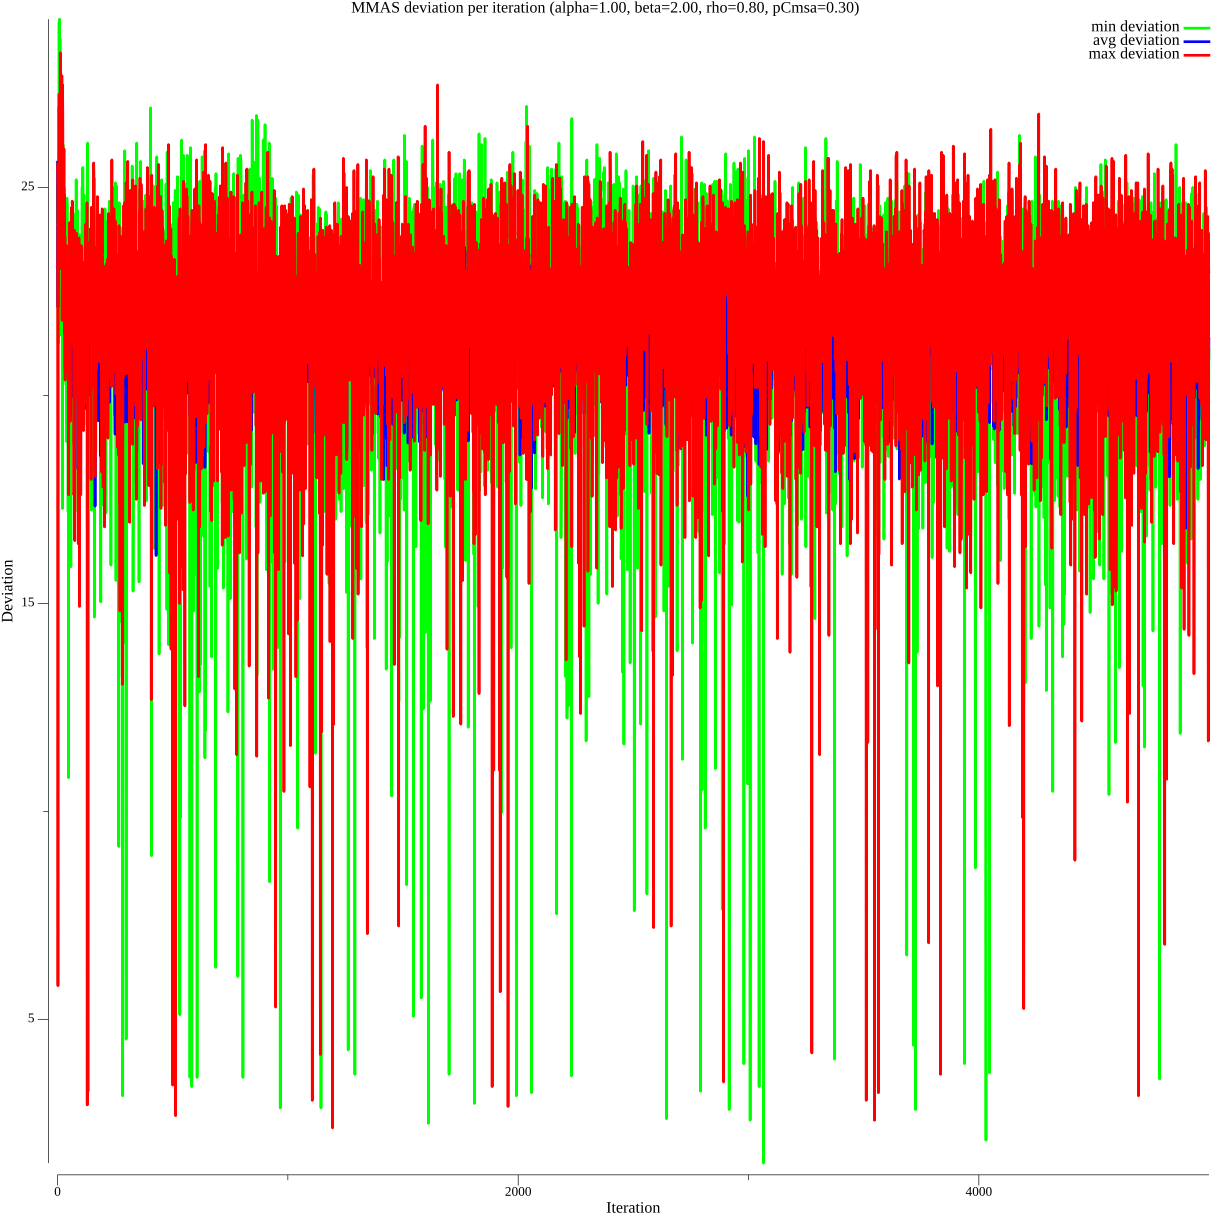 MMAS deviation per iteration (alpha=1.00, beta=2.00, rho=0.80, pCmsa=0.30)
min deviation
avg deviation
max deviation
25
15
5
Deviation
0
2000
4000
Iteration